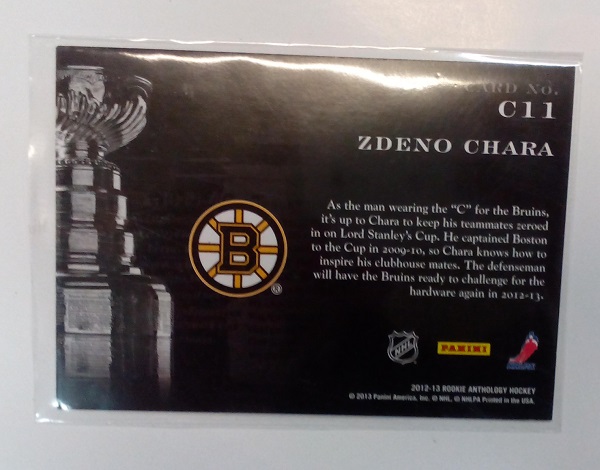 CARD NO.
C11
ZDENO CHARA
As the man wearing the “C” for the Bruins,
it’s up to Chara to keep his teammates zeroed
in on Lord Stanley’s Cup. He captained Boston
to the Cup in 2009-10, so Chara knows how to
inspire his clubhouse mates. The defenseman
will have the Bruins ready to challenge for the
hardware again in 2012-13.
B
®
NHL
PANINI
2012-13 ROOKIE ANTHOLOGY HOCKEY
© 2013 Panini America, Inc. © NHL, © NHLPA Printed in the USA.